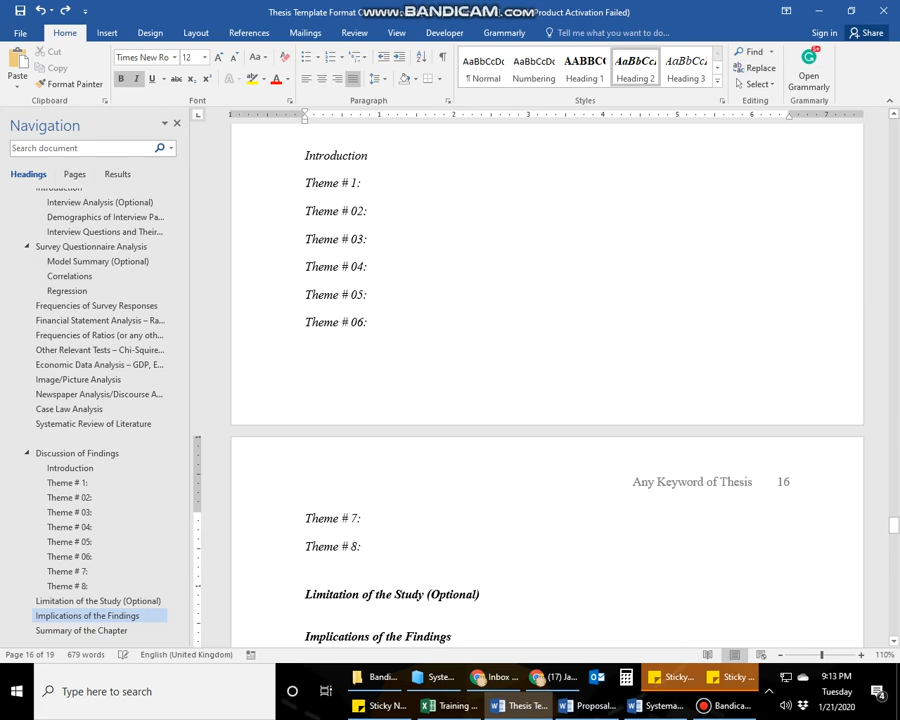 Thesis Template Format C
www.BANDICAM.com
Product Activation Failed)
File
Home
Insert
Design
Layout
References
Mailings
Review
View
Developer
Grammarly
Tell me what you want to do...
Sign in
Share
Paste
Cut
Copy
Format Painter
Clipboard
Times New Ro
12
Font
Paragraph
AaBbCcDc
¶ Normal
AaBbCcDc
Numbering
AABBCC
Heading 1
AaBbCcL
Heading 2
AaBbCcD
Heading 3
Styles
Find
Replace
Select
Editing
Open
Grammarly
Grammarly
Navigation
Search document
Headings
Pages
Results
Introduction
Interview Analysis (Optional)
Demographics of Interview Pa...
Interview Questions and Their...
Survey Questionnaire Analysis
Model Summary (Optional)
Correlations
Regression
Frequencies of Survey Responses
Financial Statement Analysis – Ra...
Frequencies of Ratios (or any oth...
Other Relevant Tests – Chi-Squire...
Economic Data Analysis – GDP, E...
Image/Picture Analysis
Newspaper Analysis/Discourse A...
Case Law Analysis
Systematic Review of Literature
Discussion of Findings
Introduction
Theme # 1:
Theme # 02:
Theme # 03:
Theme # 04:
Theme # 05:
Theme # 06:
Theme # 7:
Theme # 8:
Limitation of the Study (Optional)
Implications of the Findings
Summary of the Chapter
Introduction
Theme # 1:
Theme # 02:
Theme # 03:
Theme # 04:
Theme # 05:
Theme # 06:
Any Keyword of Thesis 16
Theme # 7:
Theme # 8:
Limitation of the Study (Optional)
Implications of the Findings
Page 16 of 19
679 words
English (United Kingdom)
110%
Type here to search
Bandi...
Syste...
Inbox ...
(17) Ja...
Sticky...
Sticky ...
Sticky N...
Training ...
Thesis Te...
Proposal...
Systema...
Bandica...
9:13 PM
Tuesday
1/21/2020
4